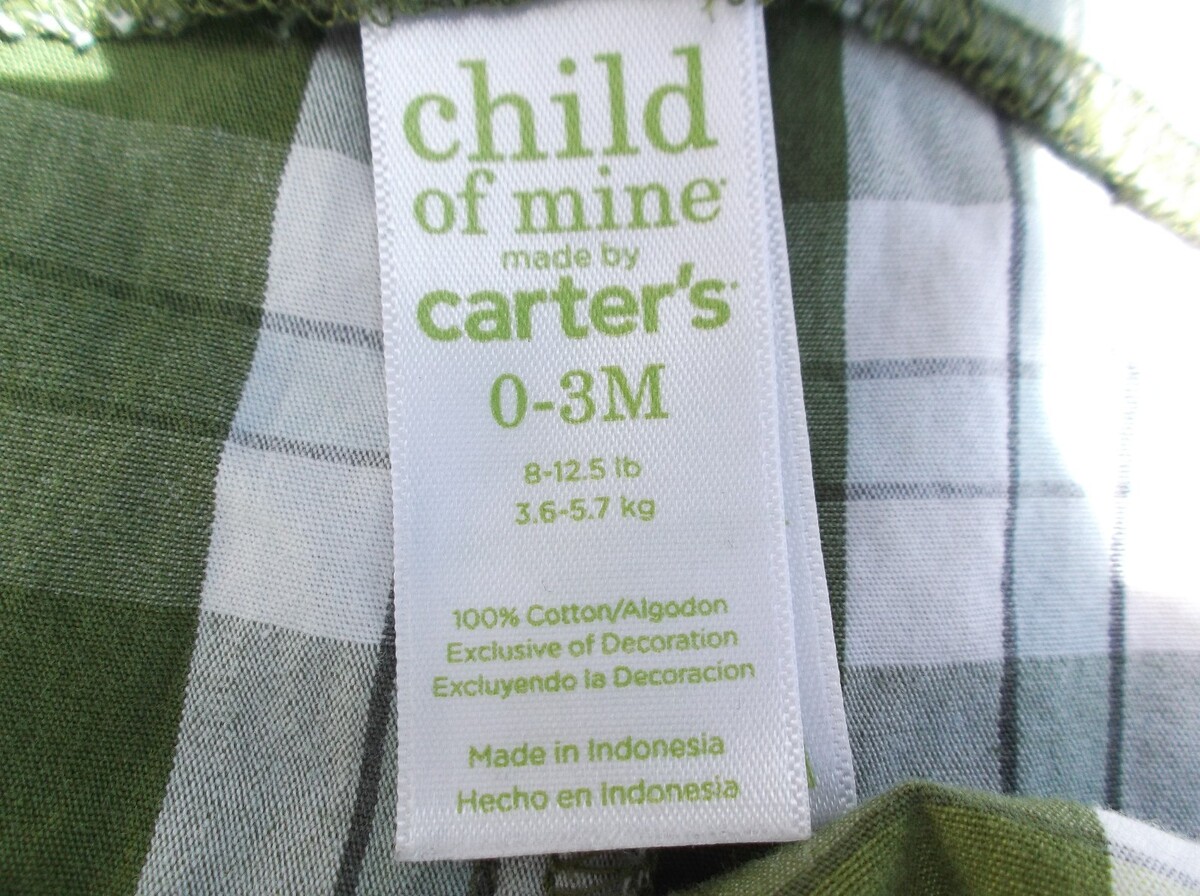 child
of mine
made by
carter's
0-3M
8-12.5 lb
3.6-5.7 kg
100% Cotton/Algodon
Exclusive of Decoration
Excluyendo la Decoracion
Made in Indonesia
Hecho en Indonesia